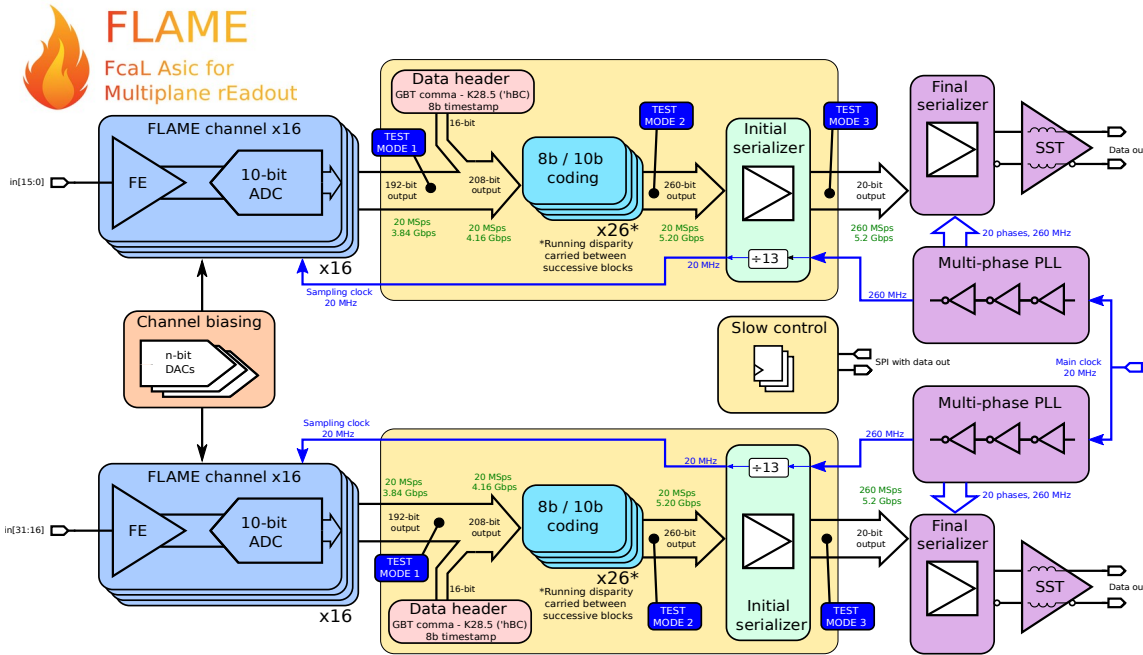 FLAME
FcaL Asic for
Multiplane rEadout
FLAME channel x16
in[15:0]
FE
10-bit
ADC
x16
TEST
MODE 1
Data header
GBT comma - K28.5 ('hBC)
8b timestamp
16-bit
192-bit
output
208-bit
output
20 MSps
3.84 Gbps
20 MSps
4.16 Gbps
8b / 10b
coding
x26*
*Running disparity
carried between
successive blocks
TEST
MODE 2
260-bit
output
20 MSps
5.20 Gbps
Initial
serializer
÷13
20 MHz
Sampling clock
20 MHz
TEST
MODE 3
20-bit
output
260 MSps
5.2 Gbps
Final
serializer
SST
Data ou
20 phases, 260 MHz
Multi-phase PLL
260 MHz
Channel biasing
n-bit
DACs
Slow control
SPI with data out
Main clock
20 MHz
Multi-phase PLL
260 MHz
20 phases, 260 MHz
Sampling clock
20 MHz
FLAME channel x16
in[31:16]
FE
10-bit
ADC
x16
20 MSps
3.84 Gbps
20 MSps
4.16 Gbps
192-bit
output
208-bit
output
TEST
MODE 1
16-bit
Data header
GBT comma - K28.5 ('hBC)
8b timestamp
8b / 10b
coding
x26*
*Running disparity
carried between
successive blocks
20 MSps
5.20 Gbps
260-bit
output
TEST
MODE 2
20 MHz
÷13
Initial
serializer
260 MSps
5.2 Gbps
20-bit
output
TEST
MODE 3
Final
serializer
SST
Data ou